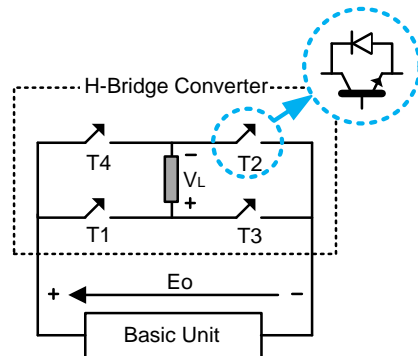 H-Bridge Converter
T4
T2
−
VL
+
T1
T3
+
Eo
−
Basic Unit